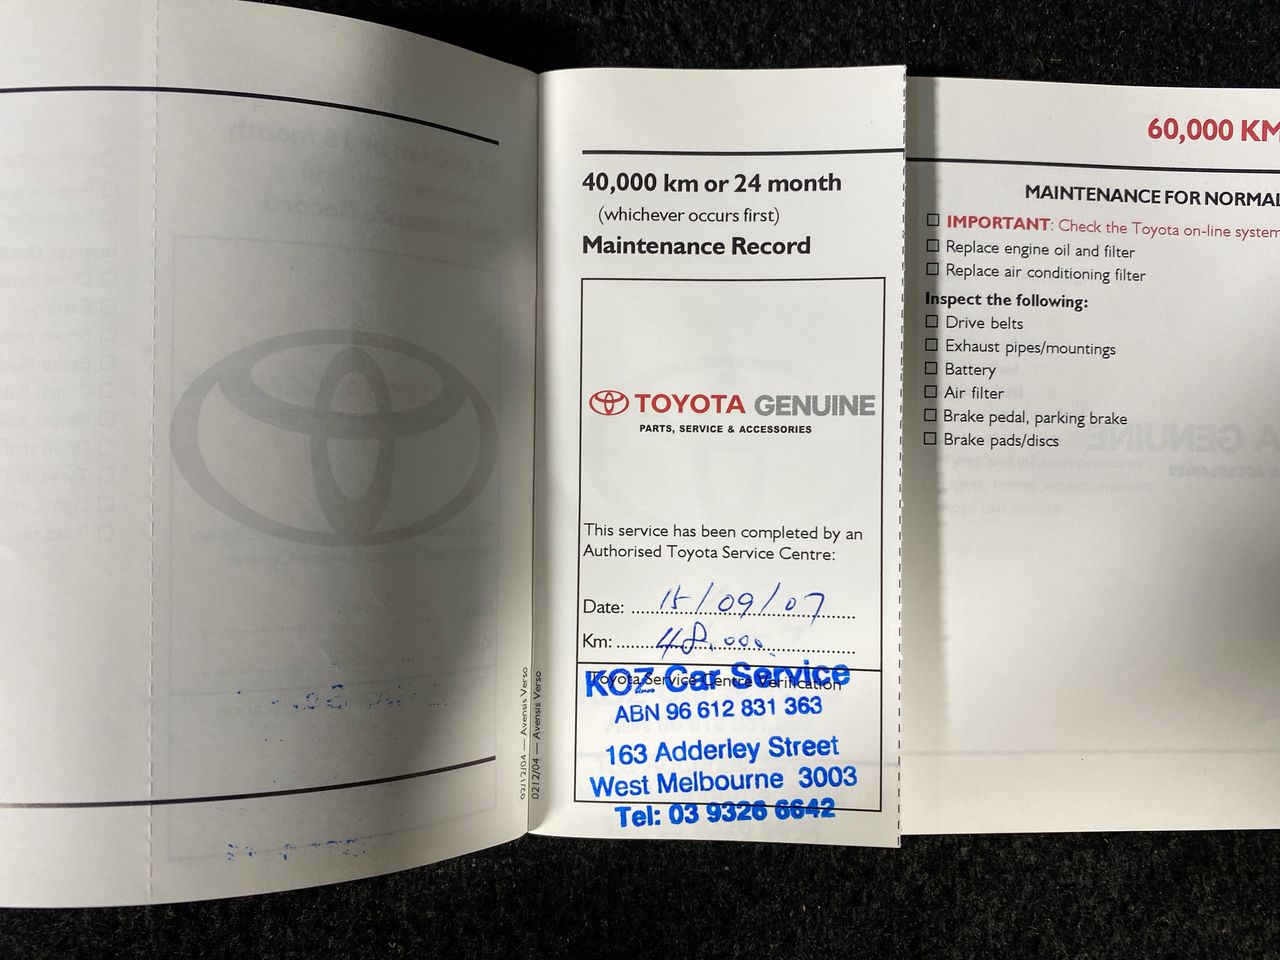 40,000 km or 24 month
(whichever occurs first)
Maintenance Record
TOYOTA GENUINE
PARTS, SERVICE & ACCESSORIES
This service has been completed by an
Authorised Toyota Service Centre:
Date: 15/09/07
Km: 48,000
Toyota Service Centre Verification
KOZ Car Service
ABN 96 612 831 363
163 Adderley Street
West Melbourne 3003
Tel: 03 9326 6642
02/12/04 — Avensis Verso
02/12/04 — Avensis Verso
60,000 KM
MAINTENANCE FOR NORMAL
IMPORTANT: Check the Toyota on-line system
Replace engine oil and filter
Replace air conditioning filter
Inspect the following:
Drive belts
Exhaust pipes/mountings
Battery
Air filter
Brake pedal, parking brake
Brake pads/discs